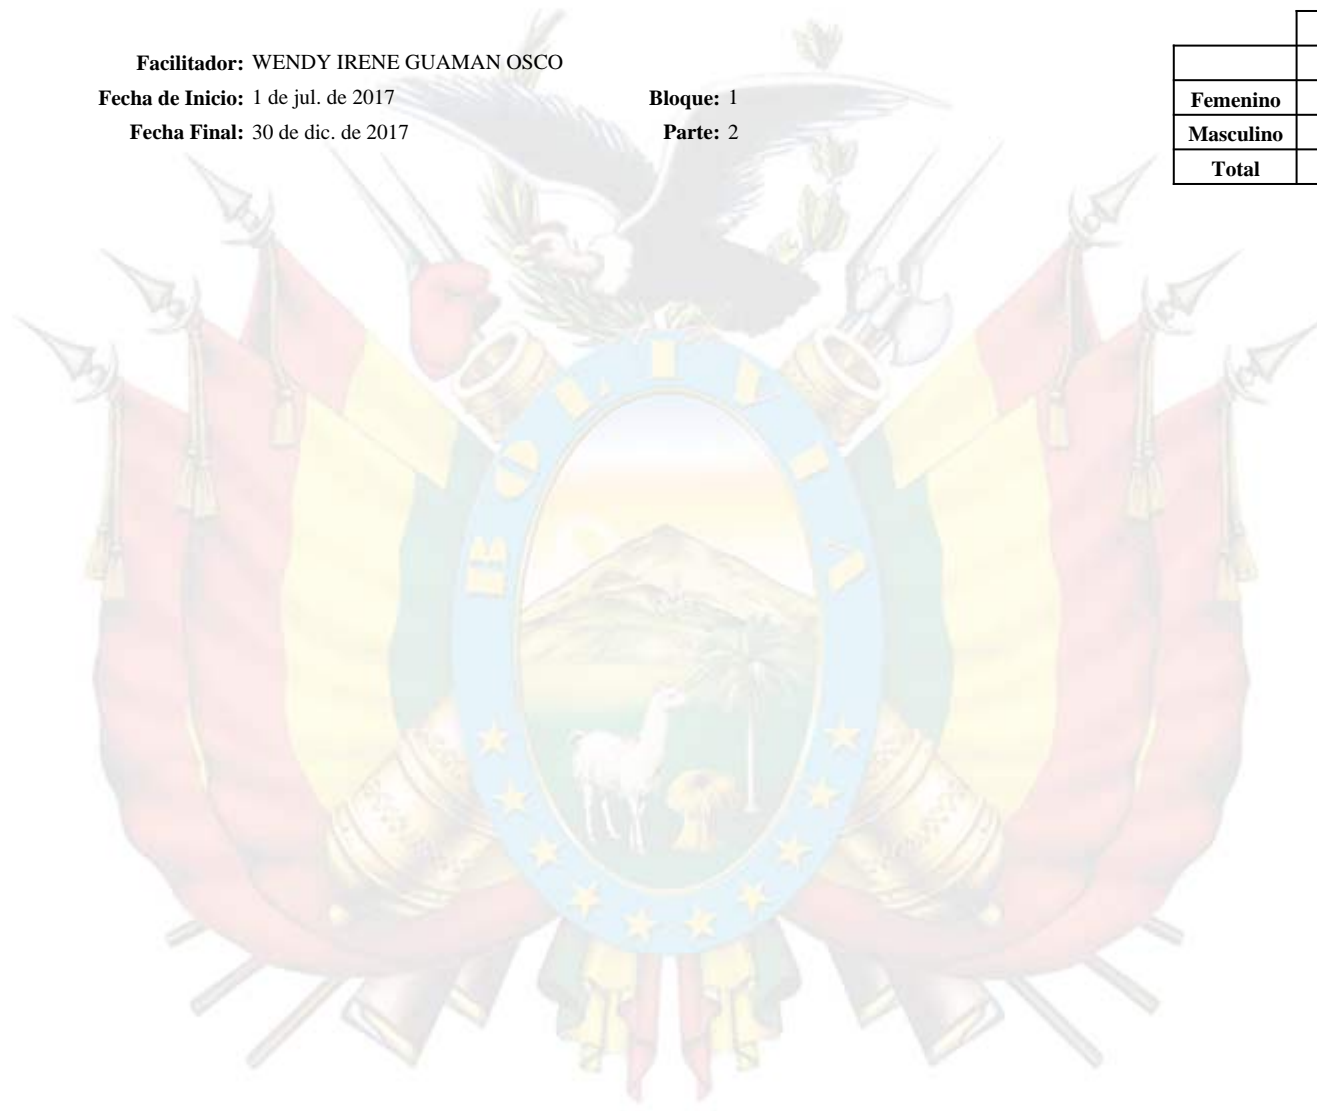 Facilitador: WENDY IRENE GUAMAN OSCO
Fecha de Inicio: 1 de jul. de 2017 Bloque: 1
Fecha Final: 30 de dic. de 2017 Parte: 2
Femenino
Masculino
Total
BOLIVIA